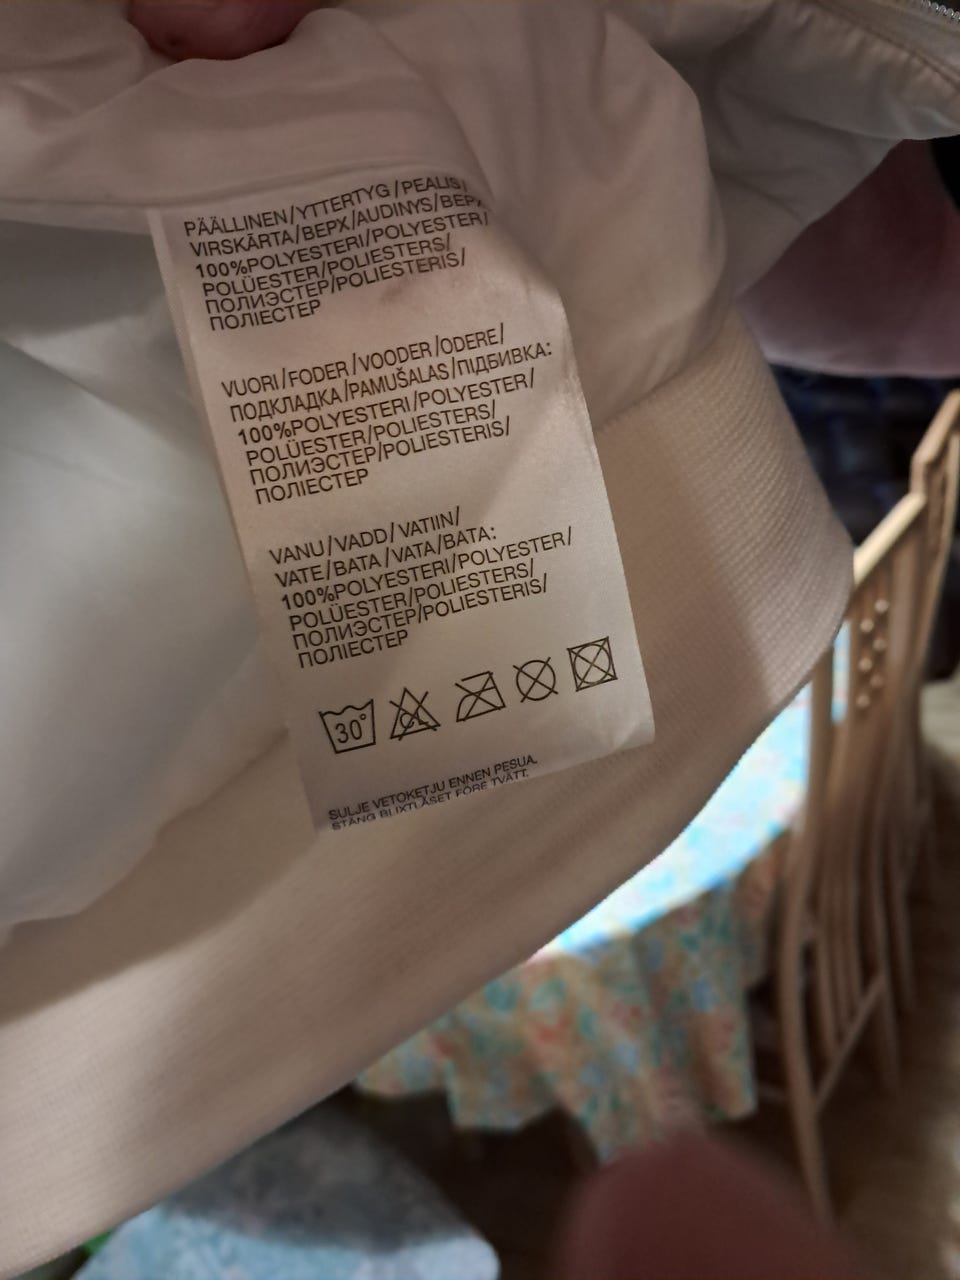 PÄÄLLINEN/YTTERTYG/PEALIS/
VIRSKĀRTA/ВЕРХ/AUDINYS/ВЕРХ
100%POLYESTERI/POLYESTER/
POLÜESTER/POLIESTERS/
ПОЛИЭСТЕР/POLIESTERIS/
ПОЛІЕСТЕР
VUORI/FODER/VOODER/ODERE/
ПОДКЛАДКА/PAMUŠALAS/ПІДБИВКА:
100%POLYESTERI/POLYESTER/
POLÜESTER/POLIESTERS/
ПОЛИЭСТЕР/POLIESTERIS/
ПОЛІЕСТЕР
VANU/VADD/VATIIN/
VATE/ВАТА/VATA/ВАТА:
100%POLYESTERI/POLYESTER/
POLÜESTER/POLIESTERS/
ПОЛИЭСТЕР/POLIESTERIS/
ПОЛІЕСТЕР
30° CL
SULJE VETOKETJU ENNEN PESUA.
STÄNG BLIXTLÅSET FÖRE TVÄTT.